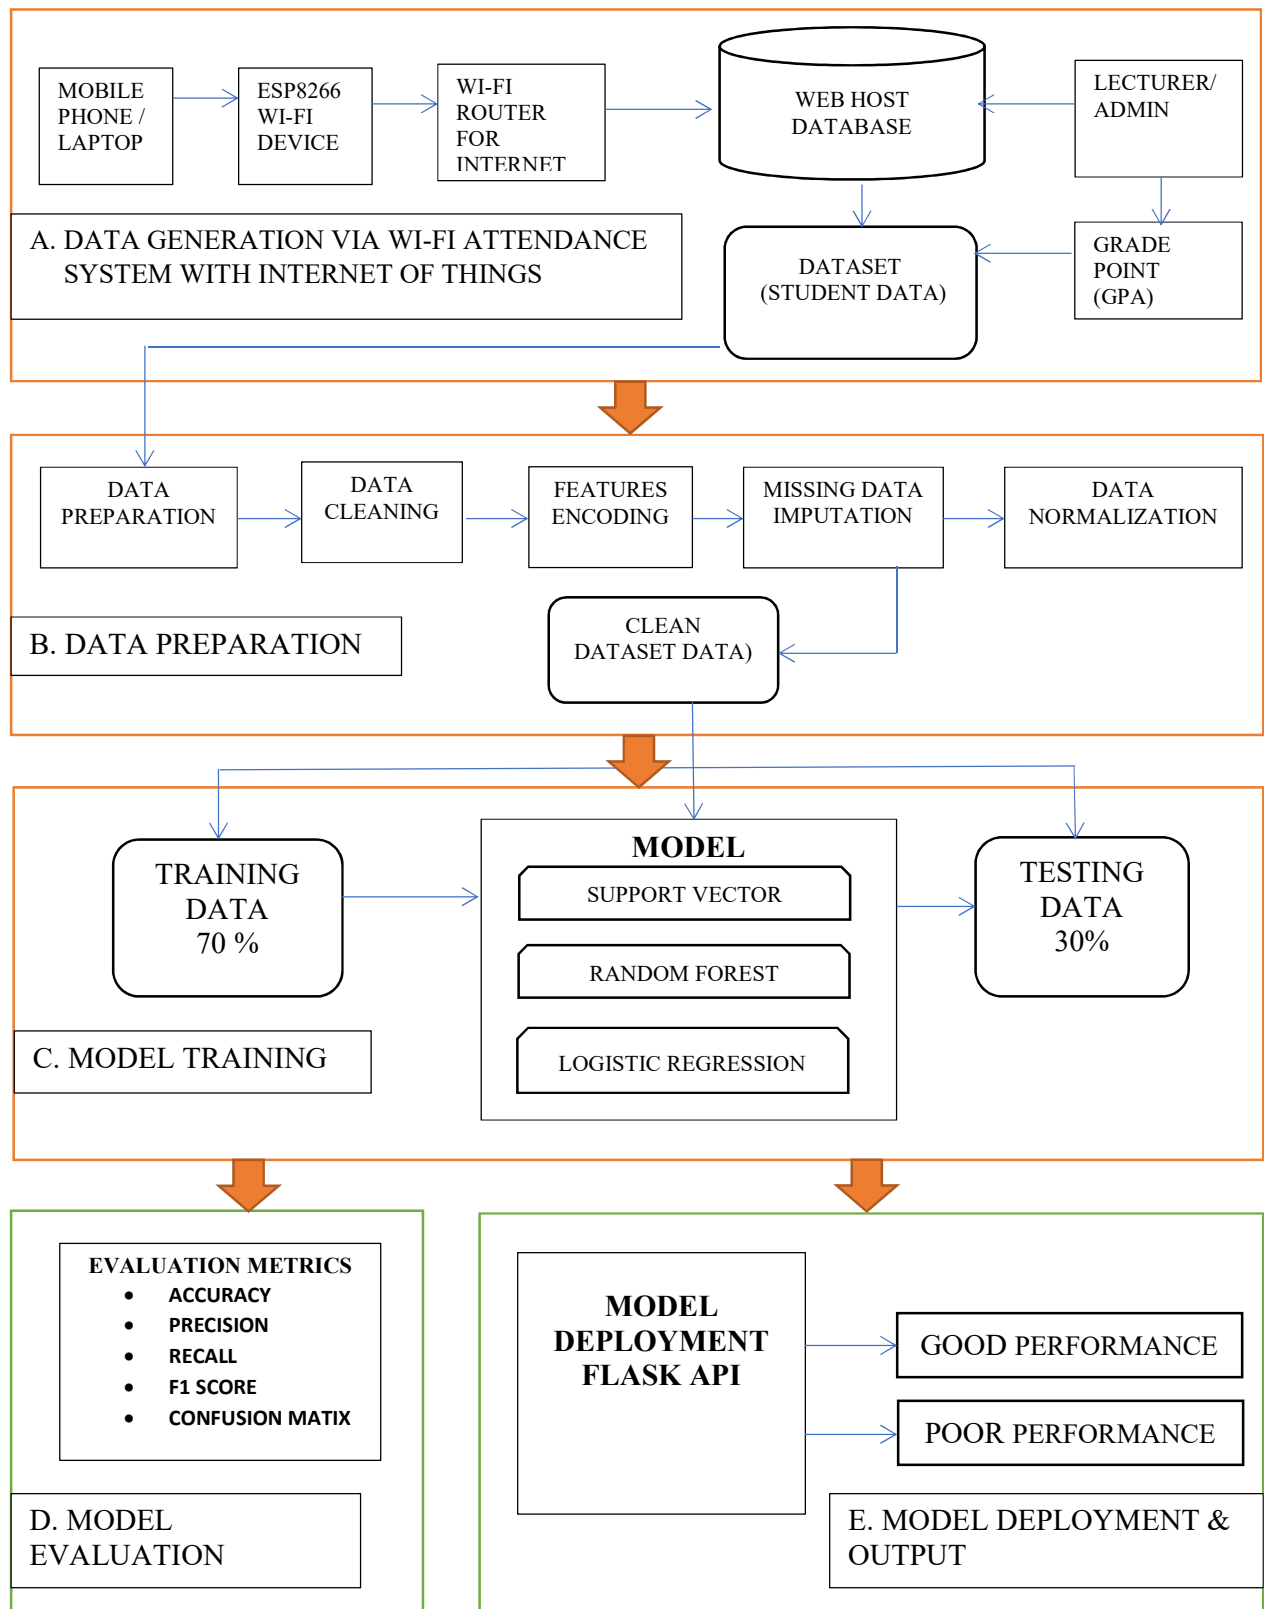 MOBILE
PHONE /
LAPTOP
ESP8266
WI-FI
DEVICE
WI-FI
ROUTER
FOR
INTERNET
WEB HOST
DATABASE
LECTURER/
ADMIN
A. DATA GENERATION VIA WI-FI ATTENDANCE
SYSTEM WITH INTERNET OF THINGS
DATASET
(STUDENT DATA)
GRADE
POINT
(GPA)
DATA
PREPARATION
DATA
CLEANING
FEATURES
ENCODING
MISSING DATA
IMPUTATION
DATA
NORMALIZATION
B. DATA PREPARATION
CLEAN
DATASET DATA)
TRAINING
DATA
70 %
MODEL
SUPPORT VECTOR
RANDOM FOREST
LOGISTIC REGRESSION
TESTING
DATA
30%
C. MODEL TRAINING
EVALUATION METRICS
• ACCURACY
• PRECISION
• RECALL
• F1 SCORE
• CONFUSION MATIX
D. MODEL
EVALUATION
MODEL
DEPLOYMENT
FLASK API
GOOD PERFORMANCE
POOR PERFORMANCE
E. MODEL DEPLOYMENT &
OUTPUT